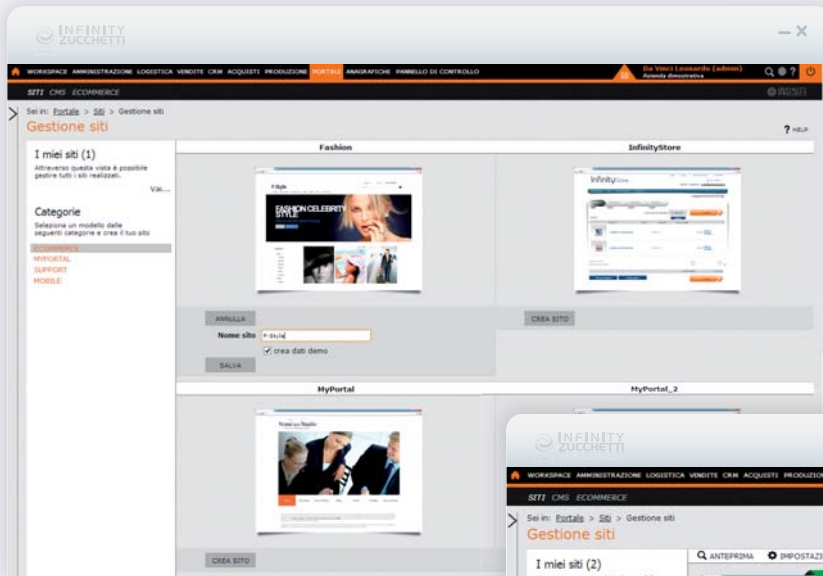 INFINITY
ZUCCHETTI
WORKSPACE AMMINISTRAZIONE LOGISTICA VENDITE CRM ACQUISTI PRODUZIONE PORTALE ANAGRAFICHE PANNELLO DI CONTROLLO
Da Vinci Leonardo (admin)
Azienda dimostrativa
?
SITI CMS ECOMMERCE
Sei in: Portale > Siti > Gestione siti
Gestione siti
? HELP
I miei siti (1)
Attraverso questa vista è possibile
gestire tutti i siti realizzati.
Vai...
Categorie
Seleziona un modello delle
seguenti categorie e crea il tuo sito
ECOMMERCE
MYPORTAL
SUPPORT
MOBILE
Fashion
InfinityStore
F-Style
FASHION CELEBRITY
STYLE
ANNULLA
Nome sito F-Style
crea dati demo
SALVA
CREA SITO
MyPortal
MyPortal_2
CREA SITO
INFINITY
ZUCCHETTI
WORKSPACE AMMINISTRAZIONE LOGISTICA VENDITE CRM ACQUISTI PRODUZION
SITI CMS ECOMMERCE
Sei in: Portale > Siti > Gestione siti
Gestione siti
I miei siti (2)
ANTEPRIMA IMPOSTAZI